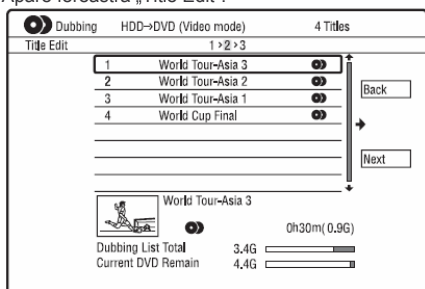 Apare fereastra „Title Edit”.
Dubbing HDD→DVD (Video mode) 4 Titles
Title Edit 1>2>3
1 World Tour-Asia 3
2 World Tour-Asia 2
3 World Tour-Asia 1
4 World Cup Final
Back
Next
World Tour-Asia 3
0h30m( 0.9G)
Dubbing List Total 3.4G
Current DVD Remain 4.4G